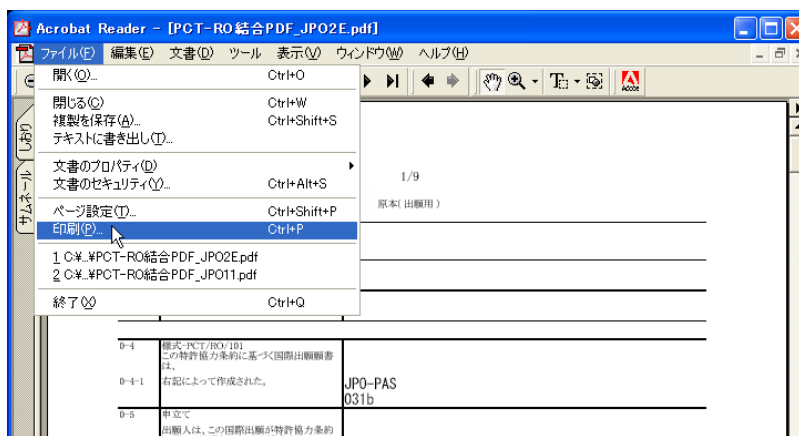 Acrobat Reader - [PCT-RO結合PDF_JPO2E.pdf]
ファイル(F) 編集(E) 文書(D) ツール 表示(V) ウィンドウ(W) ヘルプ(H)
開く(O)... Ctrl+O
閉じる(C) Ctrl+W
複製を保存(A)... Ctrl+Shift+S
テキストに書き出し(T)...
文書のプロパティ(D)
文書のセキュリティ(Y)... Ctrl+Alt+S
ページ設定(T)... Ctrl+Shift+P
印刷(P)... Ctrl+P
1 C:¥...¥PCT-RO結合PDF_JPO2E.pdf
2 C:¥...¥PCT-RO結合PDF_JPO11.pdf
終了(X) Ctrl+Q
しおり
サムネール
Adobe
1/9
原本(出願用)
0-4 様式-PCT/RO/101
この特許協力条約に基づく国際出願願書
は、
0-4-1 右記によって作成された。 JPO-PAS
031b
0-5 申立て
出願人は、この国際出願が特許協力条約